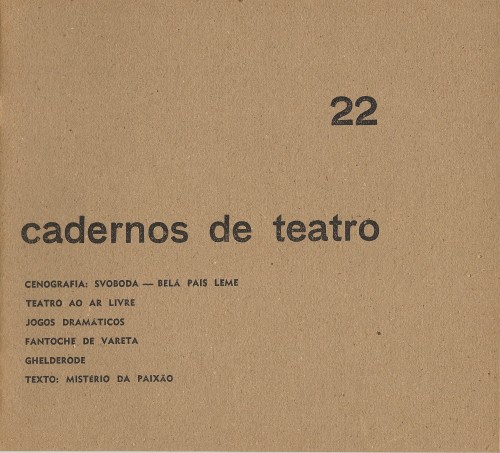 22
cadernos de teatro
CENOGRAFIA: SVOBODA — BELÁ PAÍS LEME
TEATRO AO AR LIVRE
JOGOS DRAMÁTICOS
FANTOCHE DE VARETA
GHELDERODE
TEXTO: MISTÉRIO DA PAIXÃO